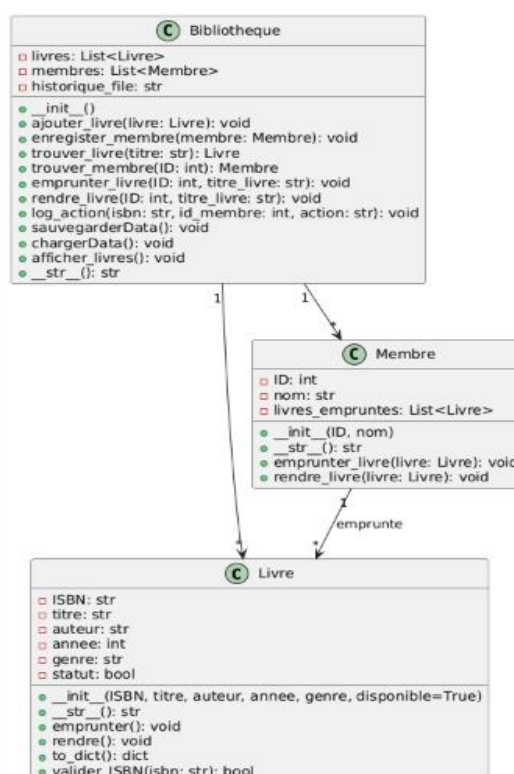 C Bibliotheque
livres: List<Livre>
membres: List<Membre>
historique_file: str
__init__()
ajouter_livre(livre: Livre): void
enregister_membre(membre: Membre): void
trouver_livre(titre: str): Livre
trouver_membre(ID: int): Membre
emprunter_livre(ID: int, titre_livre: str): void
rendre_livre(ID: int, titre_livre: str): void
log_action(isbn: str, id_membre: int, action: str): void
sauvegarderData(): void
chargerData(): void
afficher_livres(): void
__str__(): str
1 1
*
C Membre
ID: int
nom: str
livres_empruntes: List<Livre>
__init__(ID, nom)
__str__(): str
emprunter_livre(livre: Livre): void
rendre_livre(livre: Livre): void
1
emprunte
* *
C Livre
ISBN: str
titre: str
auteur: str
annee: int
genre: str
statut: bool
__init__(ISBN, titre, auteur, annee, genre, disponible=True)
__str__(): str
emprunter(): void
rendre(): void
to_dict(): dict
valider_ISBN(isbn: str): bool